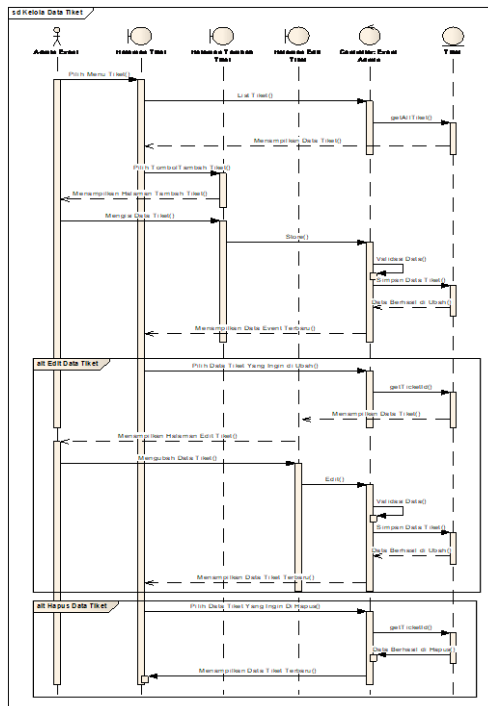 sd Kelola Data Tiket
Agensi Event
Halaman Tiket
Halaman Tambah Tiket
Halaman Edit Tiket
Controller Event Agensi
Tiket
Pilih Menu Tiket()
List Tiket()
getAllTiket()
Menampilkan Data Tiket()
Pilih TombolTambah Tiket()
Menampilkan Halaman Tambah Tiket()
Mengisi Data Tiket()
Store()
Validasi Data()
Simpan Data Tiket()
Data Berhasil di Ubah()
Menampilkan Data Event Terbaru()
alt Edit Data Tiket
Pilih Data Tiket Yang Ingin di Ubah()
getTicketId()
Menampilkan Data Tiket()
Menampilkan Halaman Edit Tiket()
Mengubah Data Tiket()
Edit()
Validasi Data()
Simpan Data Tiket()
Data Berhasil di Ubah()
Menampilkan Data Tiket Terbaru()
alt Hapus Data Tiket
Pilih Data Tiket Yang Ingin Di Hapus()
getTicketId()
Data Berhasil di Hapus()
Menampilkan Data Tiket Terbaru()